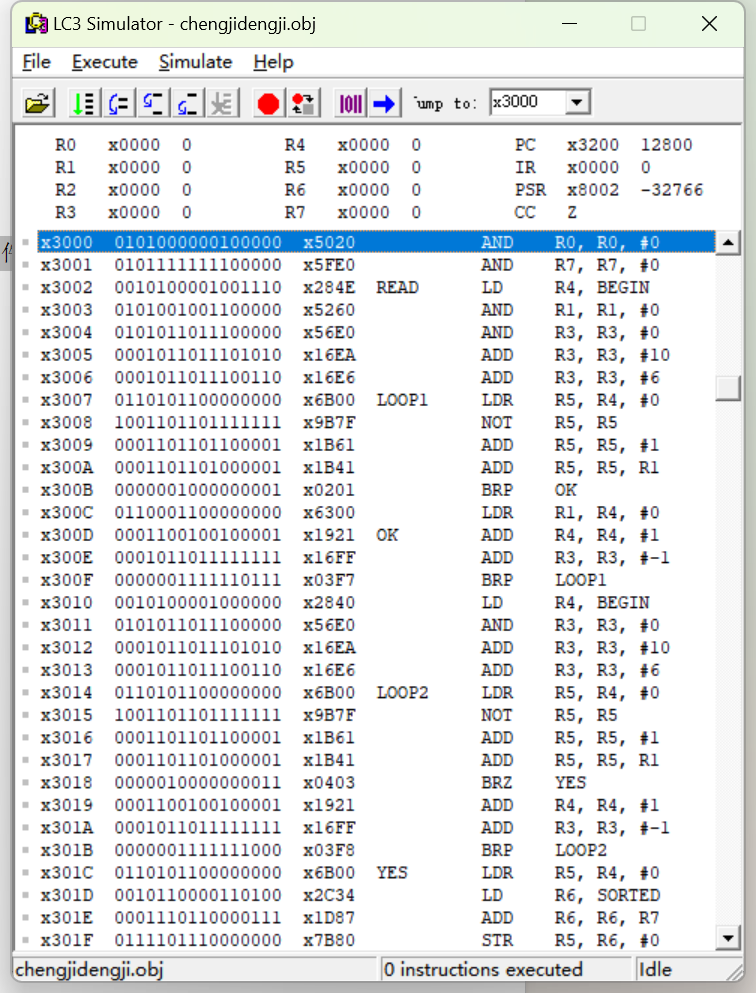 LC3 Simulator - chengjidengji.obj
File Execute Simulate Help
Jump to: x3000
R0 x0000 0 R4 x0000 0 PC x3200 12800
R1 x0000 0 R5 x0000 0 IR x0000 0
R2 x0000 0 R6 x0000 0 PSR x8002 -32766
R3 x0000 0 R7 x0000 0 CC Z
x3000 0101000000100000 x5020 AND R0, R0, #0
x3001 0101111111100000 x5FE0 AND R7, R7, #0
x3002 0010100001001110 x284E READ LD R4, BEGIN
x3003 0101001001100000 x5260 AND R1, R1, #0
x3004 0101011011100000 x56E0 AND R3, R3, #0
x3005 0001011011101010 x16EA ADD R3, R3, #10
x3006 0001011011100110 x16E6 ADD R3, R3, #6
x3007 0110101100000000 x6B00 LOOP1 LDR R5, R4, #0
x3008 1001101101111111 x9B7F NOT R5, R5
x3009 0001101101100001 x1B61 ADD R5, R5, #1
x300A 0001101101000001 x1B41 ADD R5, R5, R1
x300B 0000001000000001 x0201 BRP OK
x300C 0110001100000000 x6300 LDR R1, R4, #0
x300D 0001100100100001 x1921 OK ADD R4, R4, #1
x300E 0001011011111111 x16FF ADD R3, R3, #-1
x300F 0000001111110111 x03F7 BRP LOOP1
x3010 0010100001000000 x2840 LD R4, BEGIN
x3011 0101011011100000 x56E0 AND R3, R3, #0
x3012 0001011011101010 x16EA ADD R3, R3, #10
x3013 0001011011100110 x16E6 ADD R3, R3, #6
x3014 0110101100000000 x6B00 LOOP2 LDR R5, R4, #0
x3015 1001101101111111 x9B7F NOT R5, R5
x3016 0001101101100001 x1B61 ADD R5, R5, #1
x3017 0001101101000001 x1B41 ADD R5, R5, R1
x3018 0000010000000011 x0403 BRZ YES
x3019 0001100100100001 x1921 ADD R4, R4, #1
x301A 0001011011111111 x16FF ADD R3, R3, #-1
x301B 0000001111111000 x03F8 BRP LOOP2
x301C 0110101100000000 x6B00 YES LDR R5, R4, #0
x301D 0010110000110100 x2C34 LD R6, SORTED
x301E 0001110110000111 x1D87 ADD R6, R6, R7
x301F 0111101110000000 x7B80 STR R5, R6, #0
chengjidengji.obj 0 instructions executed Idle